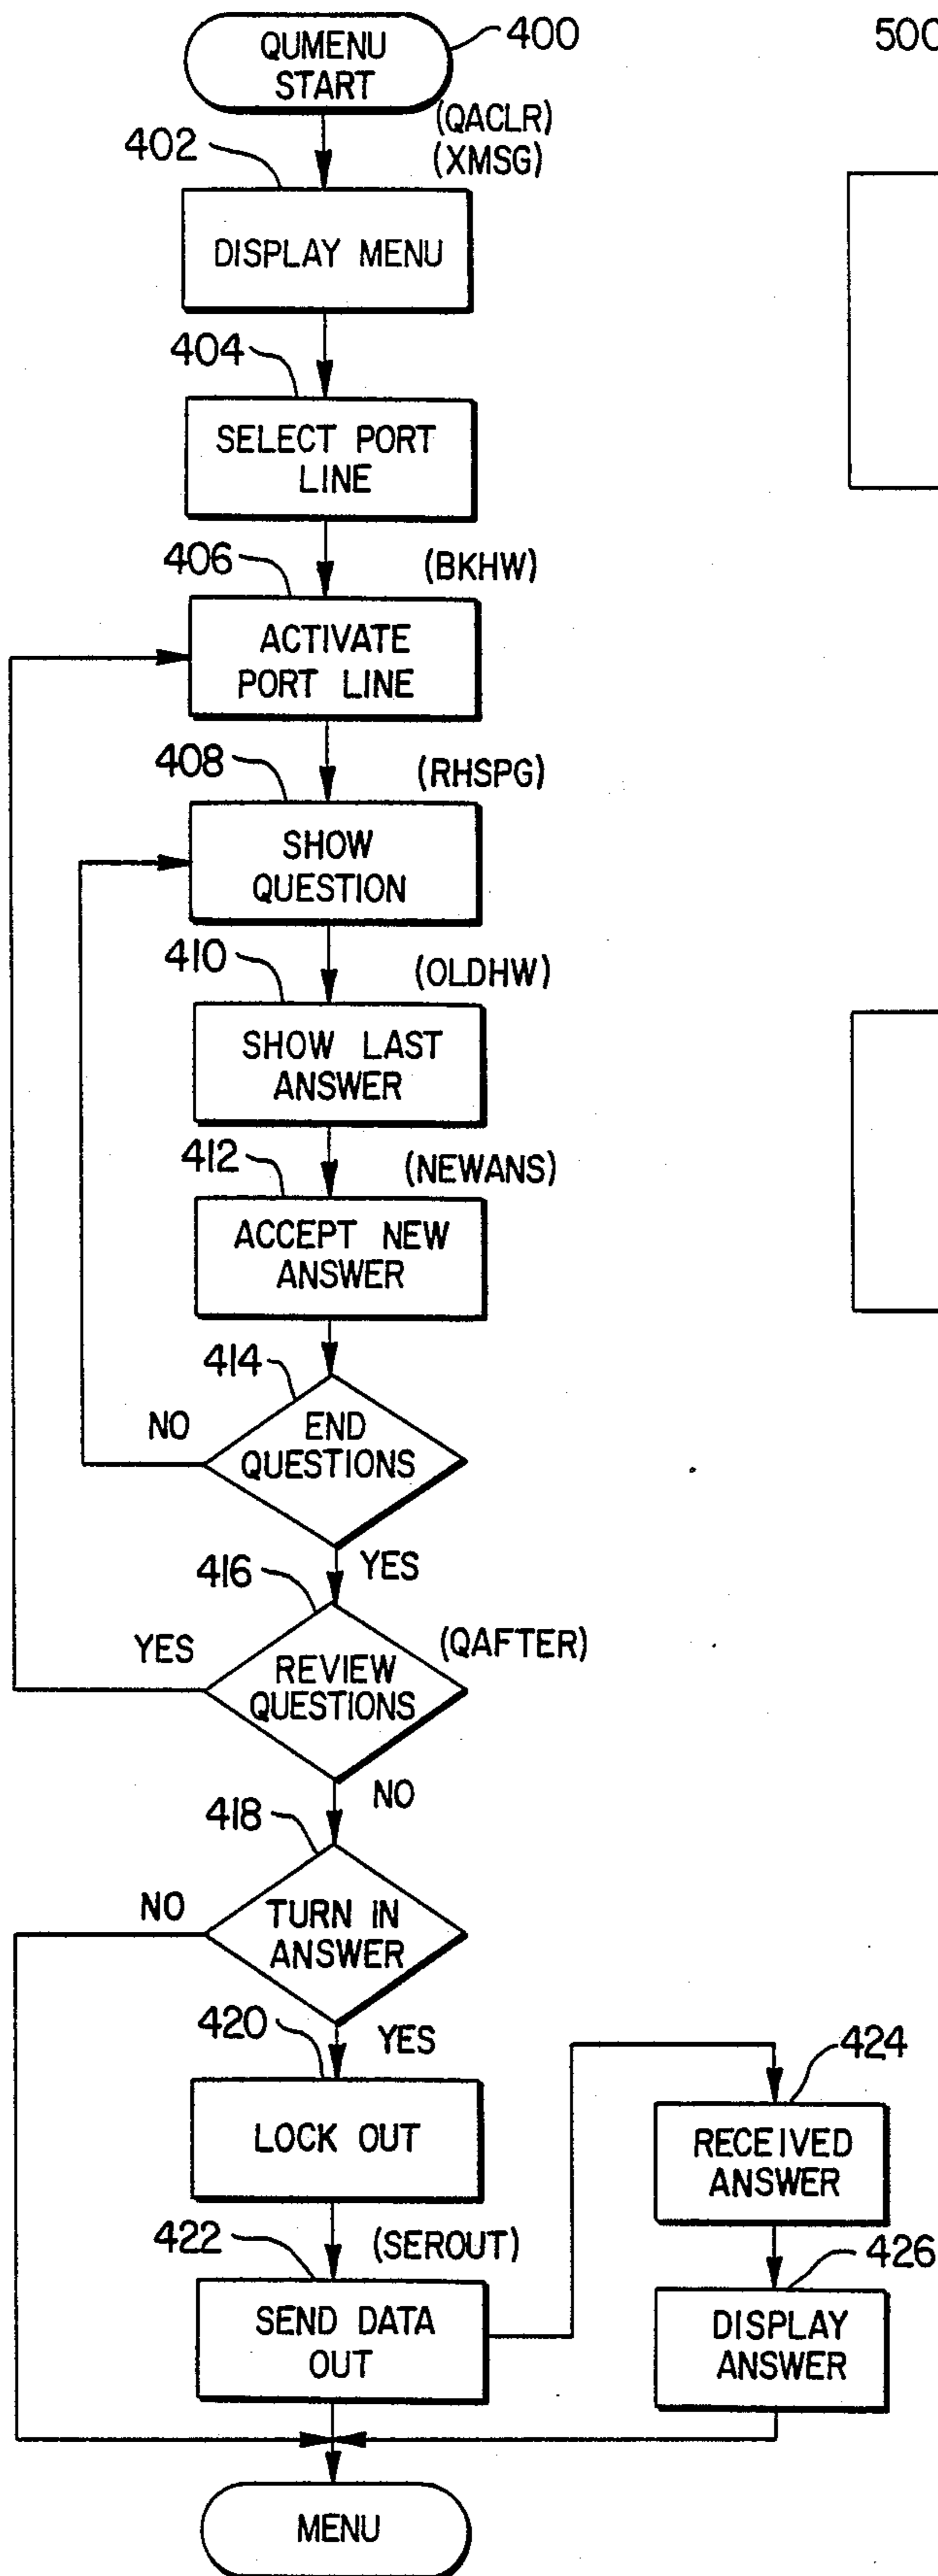 QUMENU
START
400
500
(QACLR)
(XMSG)
402
DISPLAY MENU
404
SELECT PORT
LINE
406
(BKHW)
ACTIVATE
PORT LINE
408
(RHSPG)
SHOW
QUESTION
410
(OLDHW)
SHOW LAST
ANSWER
412
(NEWANS)
ACCEPT NEW
ANSWER
414
NO
END
QUESTIONS
YES
416
YES
(QAFTER)
REVIEW
QUESTIONS
NO
418
NO
TURN IN
ANSWER
YES
420
LOCK OUT
424
RECEIVED
ANSWER
422
(SEROUT)
SEND DATA
OUT
426
DISPLAY
ANSWER
MENU